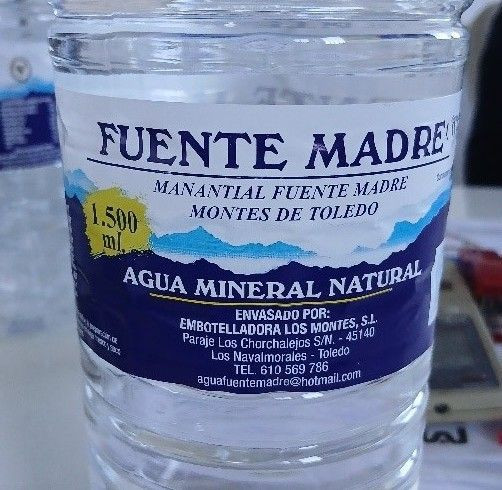 FUENTE MADRE
MANANTIAL FUENTE MADRE
MONTES DE TOLEDO
1.500
ml.
AGUA MINERAL NATURAL
ENVASADO POR:
EMBOTELLADORA LOS MONTES, S.L.
Paraje Los Chorchalejos S/N. - 45140
Los Navalmorales - Toledo
TEL. 610 569 786
aguafuentemadre@hotmail.com